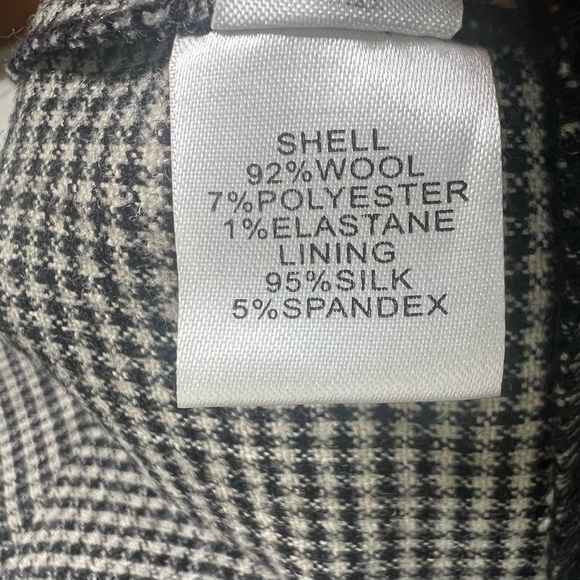 SHELL
92%WOOL
7%POLYESTER
1%ELASTANE
LINING
95%SILK
5%SPANDEX